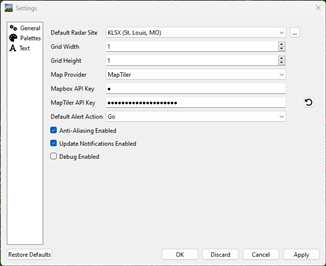 Settings
General
Palettes
Text
Default Radar Site KLSX (St. Louis, MO) ...
Grid Width 1
Grid Height 1
Map Provider MapTiler
Mapbox API Key ●
MapTiler API Key ●●●●●●●●●●●●●●●●●●●●
Default Alert Action Go
Anti-Aliasing Enabled
Update Notifications Enabled
Debug Enabled
Restore Defaults OK Discard Cancel Apply